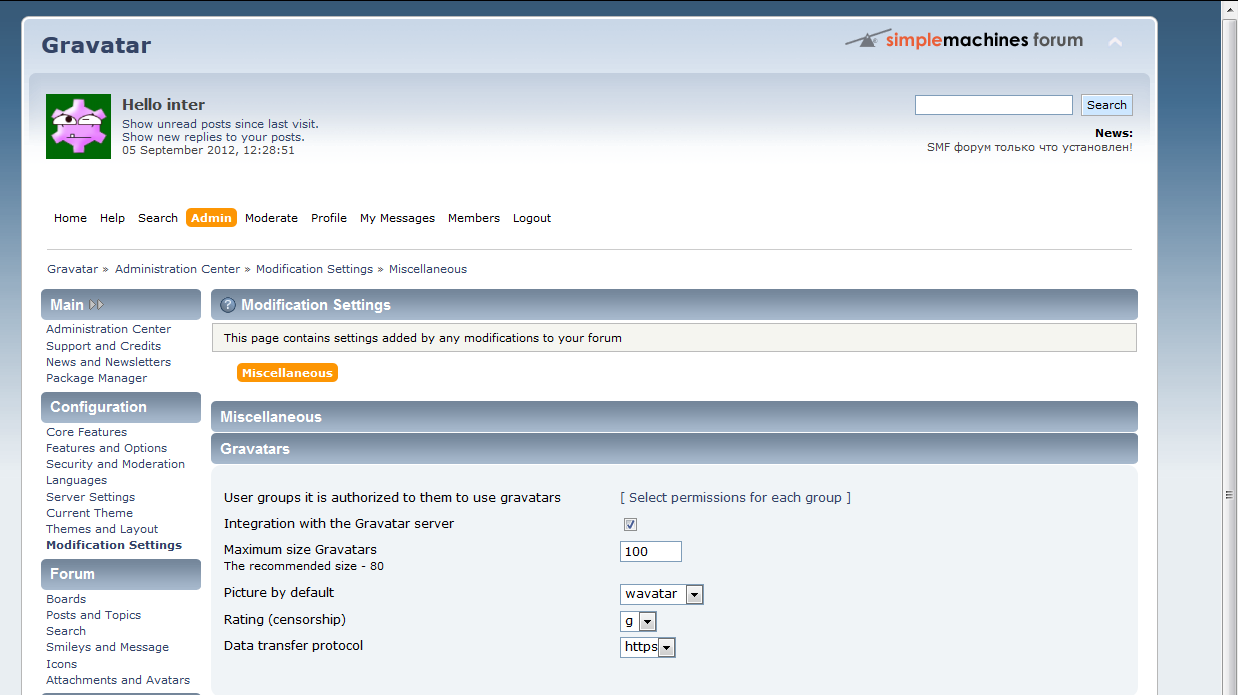 Gravatar
simplemachines forum
Hello inter
Show unread posts since last visit.
Show new replies to your posts.
05 September 2012, 12:28:51
Search
News:
SMF форум только что установлен!
Home Help Search Admin Moderate Profile My Messages Members Logout
Gravatar » Administration Center » Modification Settings » Miscellaneous
Main
Administration Center
Support and Credits
News and Newsletters
Package Manager
Configuration
Core Features
Features and Options
Security and Moderation
Languages
Server Settings
Current Theme
Themes and Layout
Modification Settings
Forum
Boards
Posts and Topics
Search
Smileys and Message
Icons
Attachments and Avatars
? Modification Settings
This page contains settings added by any modifications to your forum
Miscellaneous
Miscellaneous
Gravatars
User groups it is authorized to them to use gravatars [ Select permissions for each group ]
Integration with the Gravatar server
Maximum size Gravatars 100
The recommended size - 80
Picture by default wavatar
Rating (censorship) g
Data transfer protocol https